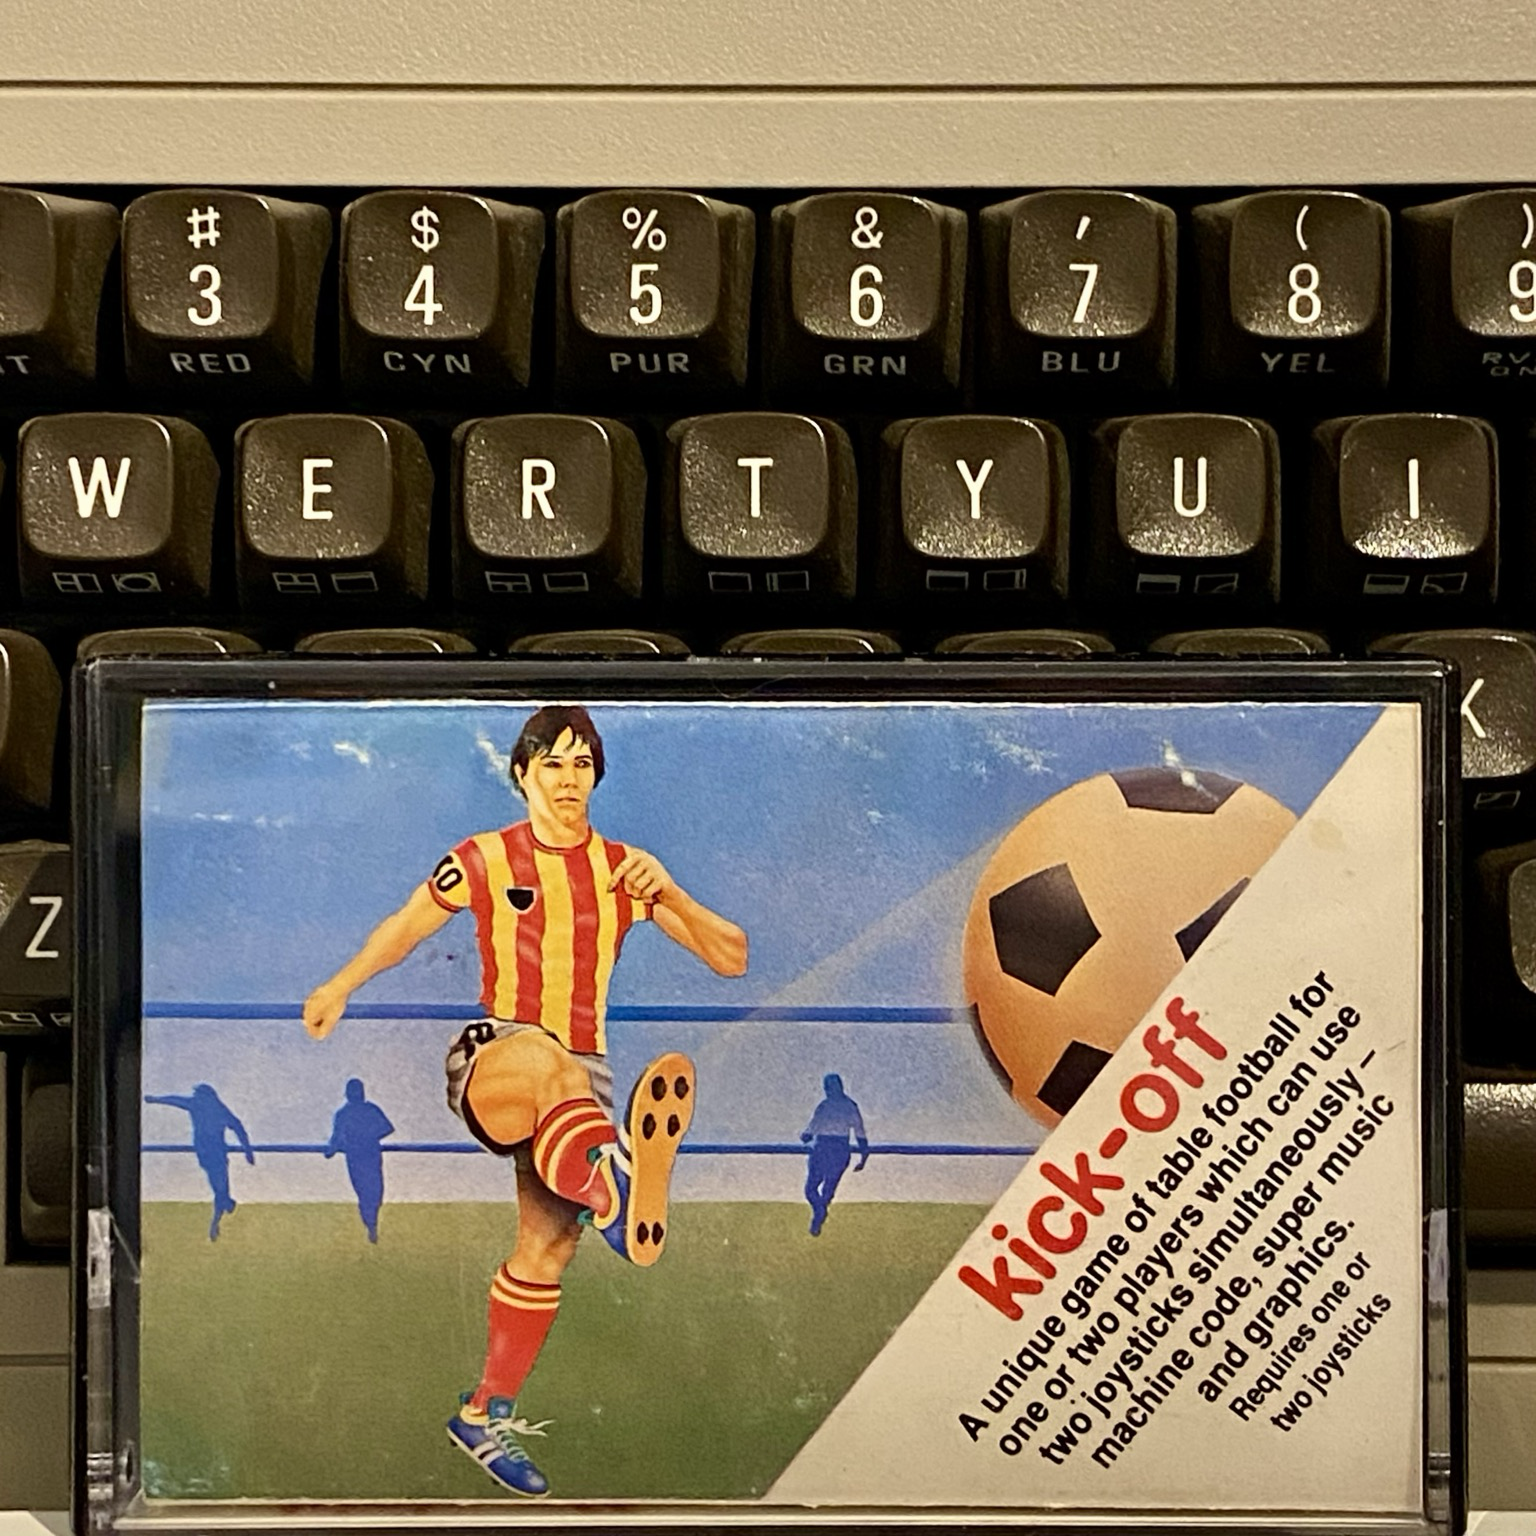 # $ % & ' ( )
3 4 5 6 7 8 9
RED CYN PUR GRN BLU YEL
W E R T Y U I
K
Z
10
8
kick-off
A unique game of table football for
one or two players which can use
two joysticks simultaneously –
machine code, super music
and graphics.
Requires one or
two joysticks